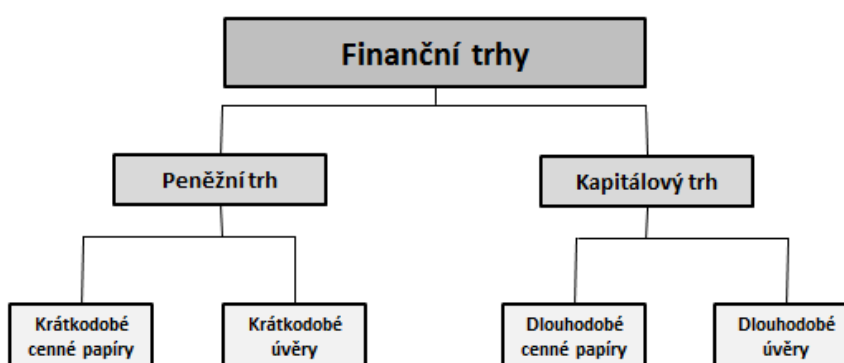 Finanční trhy
Peněžní trh
Kapitálový trh
Krátkodobé
cenné papíry
Krátkodobé
úvěry
Dlouhodobé
cenné papíry
Dlouhodobé
úvěry